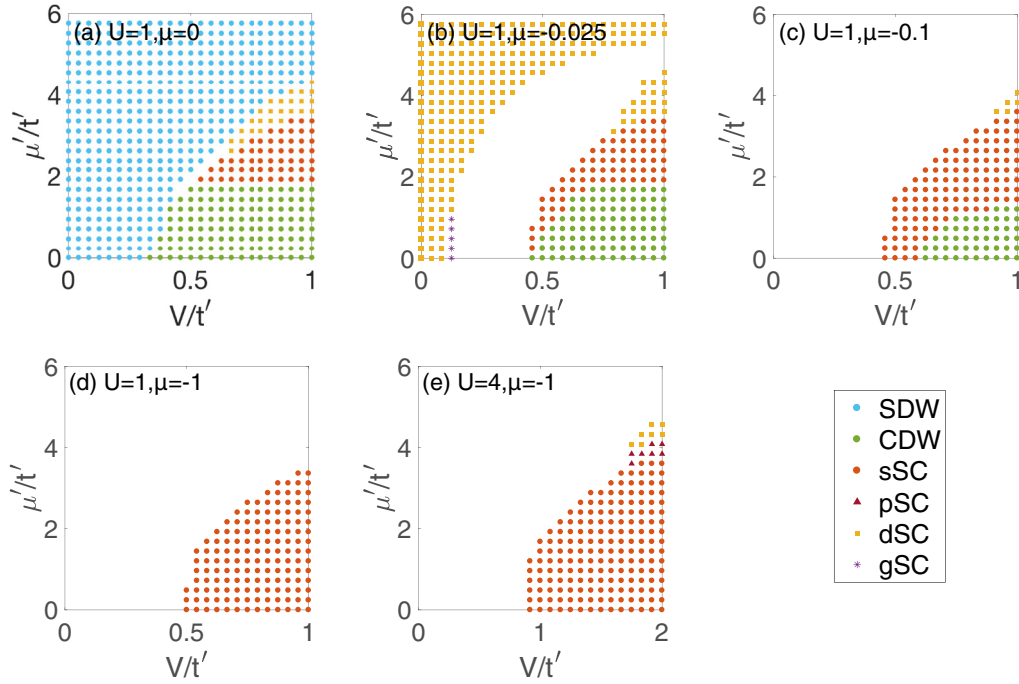 (a) U=1,μ=0
6
4
2
0
μ′/t′
0
0.5
1
V/t′
(b) U=1,μ=-0.025
6
4
2
0
μ′/t′
0
0.5
1
V/t′
(c) U=1,μ=-0.1
6
4
2
0
μ′/t′
0
0.5
1
V/t′
(d) U=1,μ=-1
6
4
2
0
μ′/t′
0
0.5
1
V/t′
(e) U=4,μ=-1
6
4
2
0
μ′/t′
0
1
2
V/t′
SDW
CDW
sSC
pSC
dSC
gSC